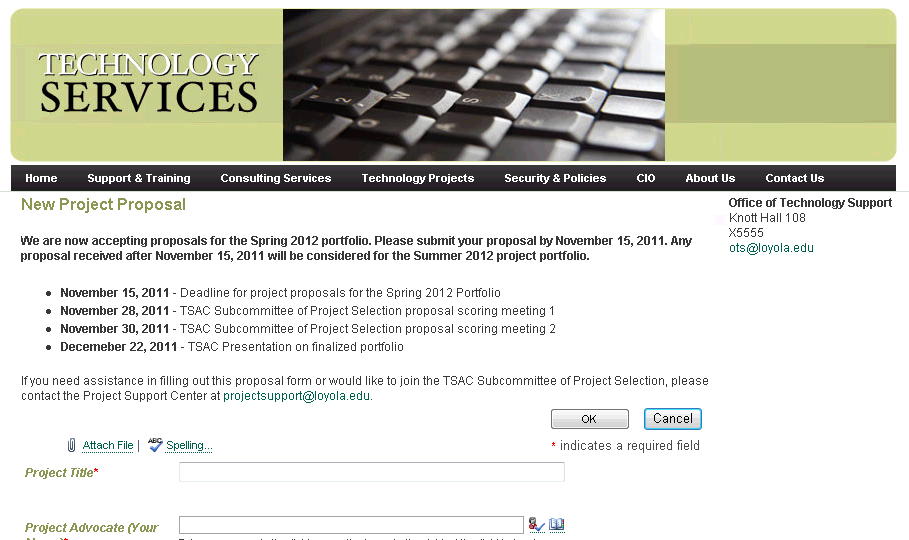 TECHNOLOGY
SERVICES
Home Support & Training Consulting Services Technology Projects Security & Policies CIO About Us Contact Us
New Project Proposal
We are now accepting proposals for the Spring 2012 portfolio. Please submit your proposal by November 15, 2011. Any
proposal received after November 15, 2011 will be considered for the Summer 2012 project portfolio.
• November 15, 2011 - Deadline for project proposals for the Spring 2012 Portfolio
• November 28, 2011 - TSAC Subcommittee of Project Selection proposal scoring meeting 1
• November 30, 2011 - TSAC Subcommittee of Project Selection proposal scoring meeting 2
• Decemeber 22, 2011 - TSAC Presentation on finalized portfolio
If you need assistance in filling out this proposal form or would like to join the TSAC Subcommittee of Project Selection, please
contact the Project Support Center at projectsupport@loyola.edu.
OK Cancel
Attach File | ABC Spelling...
* indicates a required field
Project Title*
Project Advocate (Your
Office of Technology Support
Knott Hall 108
X5555
ots@loyola.edu